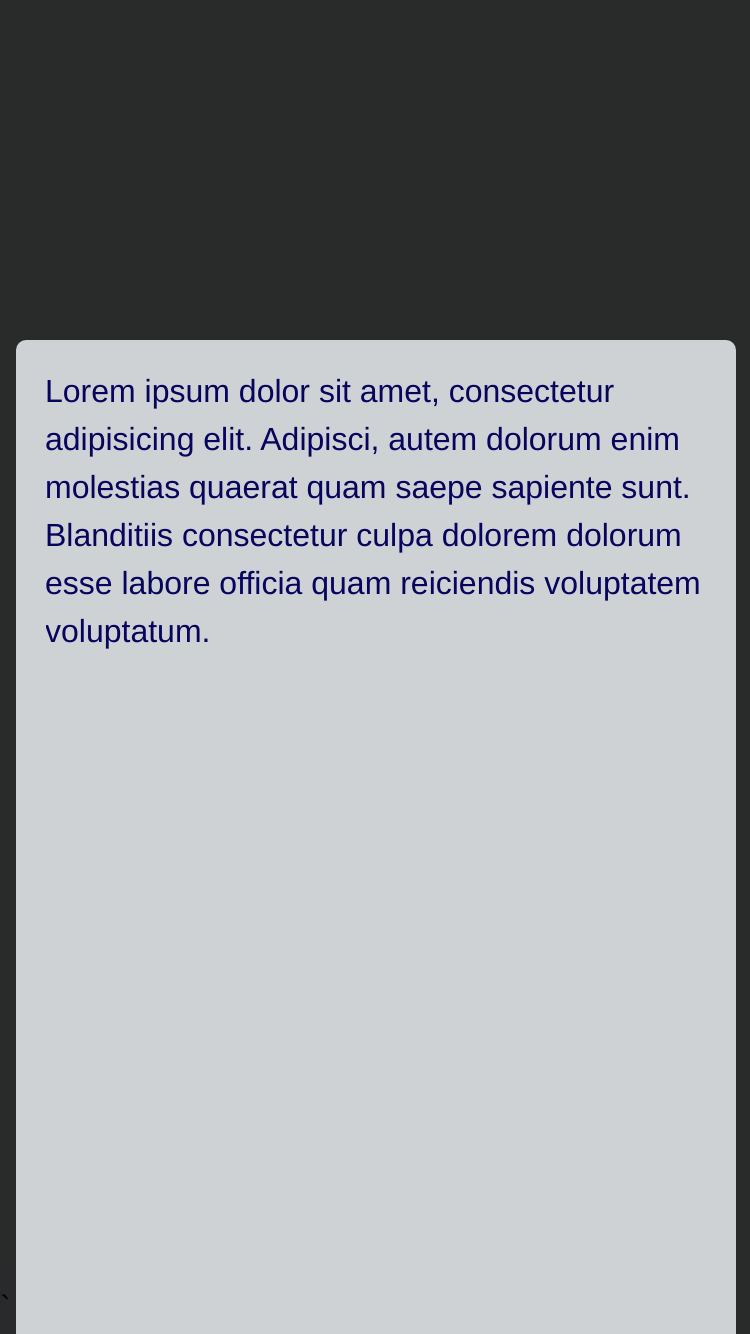 Lorem ipsum dolor sit amet, consectetur
adipisicing elit. Adipisci, autem dolorum enim
molestias quaerat quam saepe sapiente sunt.
Blanditiis consectetur culpa dolorem dolorum
esse labore officia quam reiciendis voluptatem
voluptatum.
`